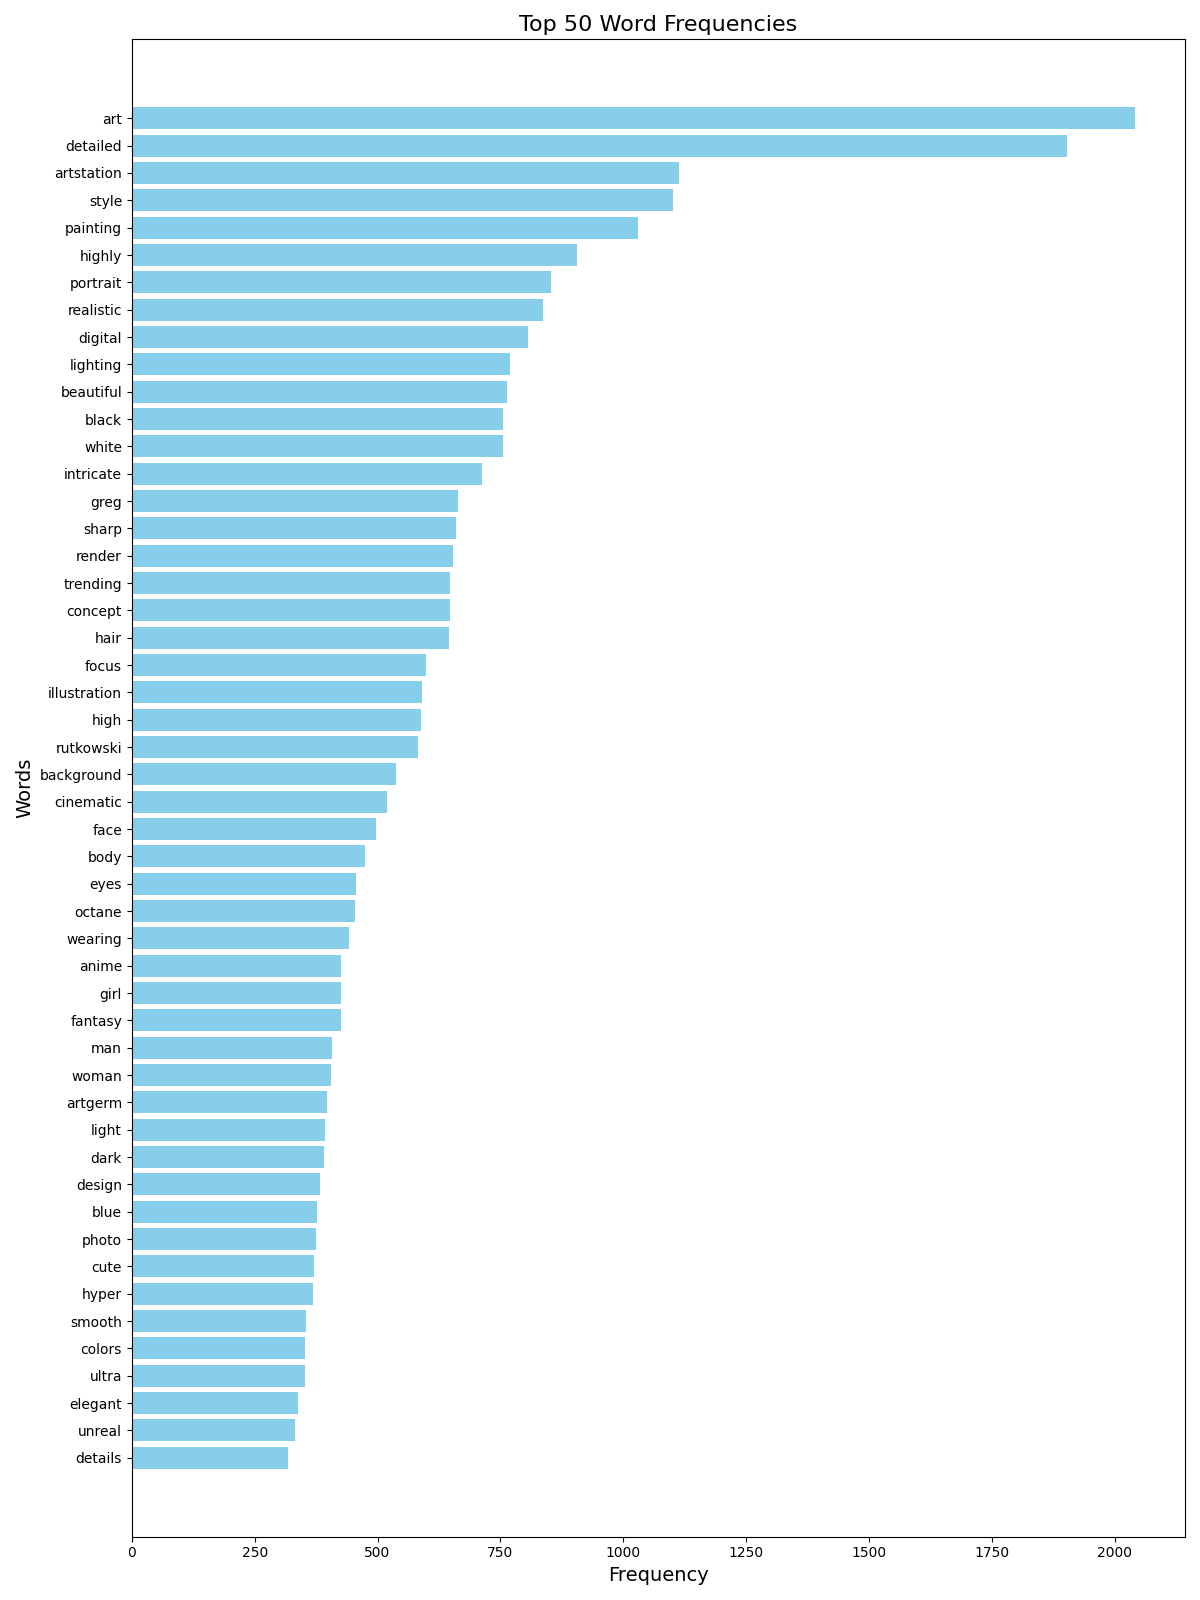 Top 50 Word Frequencies
art
detailed
artstation
style
painting
highly
portrait
realistic
digital
lighting
beautiful
black
white
intricate
greg
sharp
render
trending
concept
hair
focus
illustration
high
rutkowski
background
cinematic
face
body
eyes
octane
wearing
anime
girl
fantasy
man
woman
artgerm
light
dark
design
blue
photo
cute
hyper
smooth
colors
ultra
elegant
unreal
details
Words
0 250 500 750 1000 1250 1500 1750 2000
Frequency